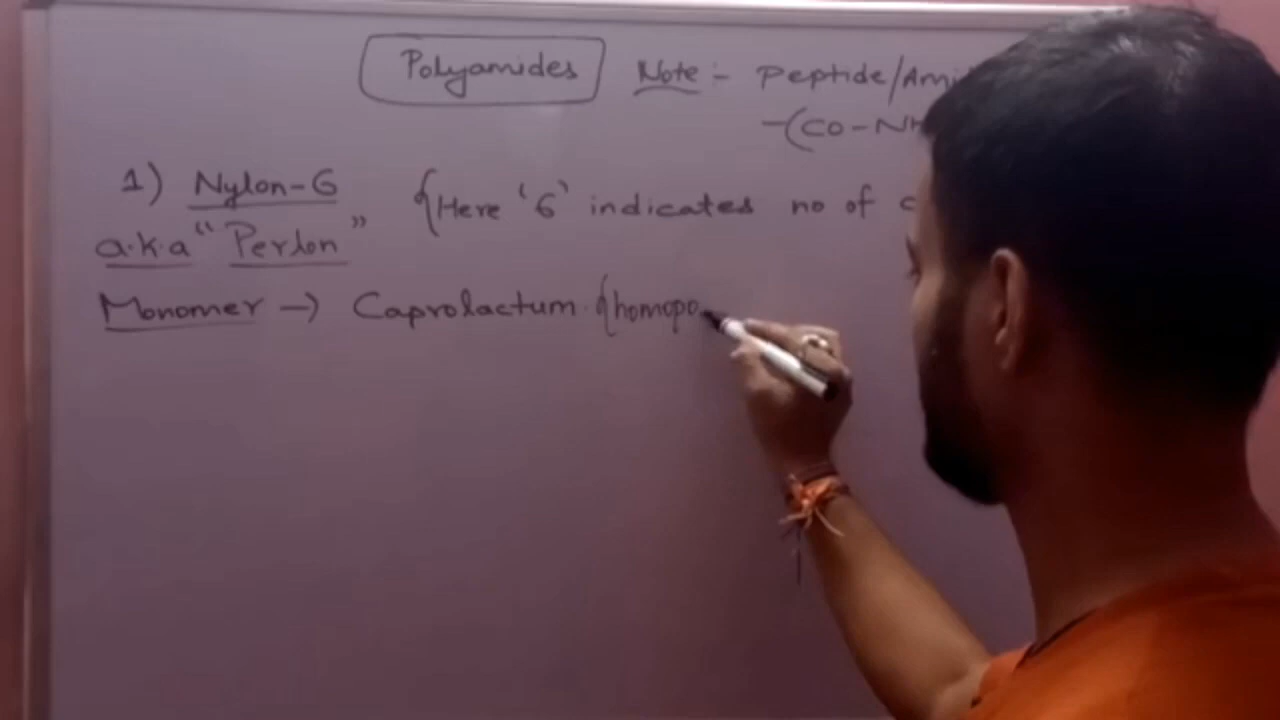 Polyamides Note :- Peptide/Ami
-(CO-NH
1) Nylon-6 {Here '6' indicates no of c
a.k.a "Perlon"
Monomer -> Caprolactum. {homopo